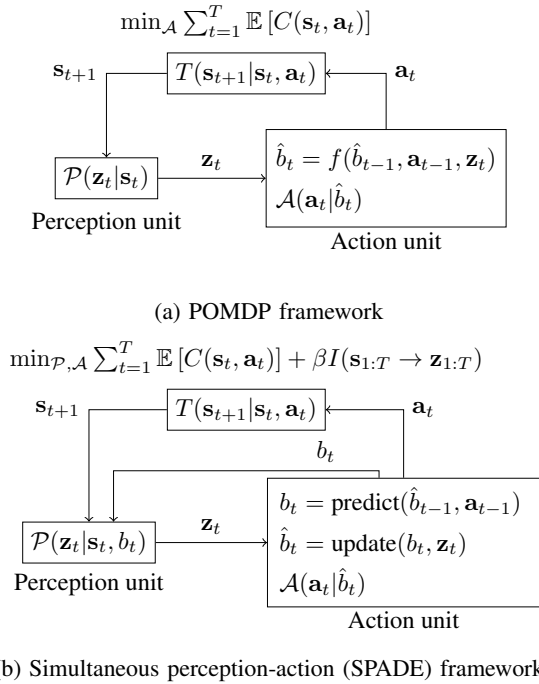 min_𝒜 ∑_{t=1}^{T} 𝔼 [C(s_t, a_t)]
s_{t+1}
T(s_{t+1}|s_t, a_t)
a_t
𝒫(z_t|s_t)
z_t
b̂_t = f(b̂_{t−1}, a_{t−1}, z_t)
𝒜(a_t|b̂_t)
Perception unit
Action unit
(a) POMDP framework
min_{𝒫,𝒜} ∑_{t=1}^{T} 𝔼 [C(s_t, a_t)] + βI(s_{1:T} → z_{1:T})
s_{t+1}
T(s_{t+1}|s_t, a_t)
a_t
b_t
𝒫(z_t|s_t, b_t)
z_t
b_t = predict(b̂_{t−1}, a_{t−1})
b̂_t = update(b_t, z_t)
𝒜(a_t|b̂_t)
Perception unit
Action unit
(b) Simultaneous perception-action (SPADE) framework